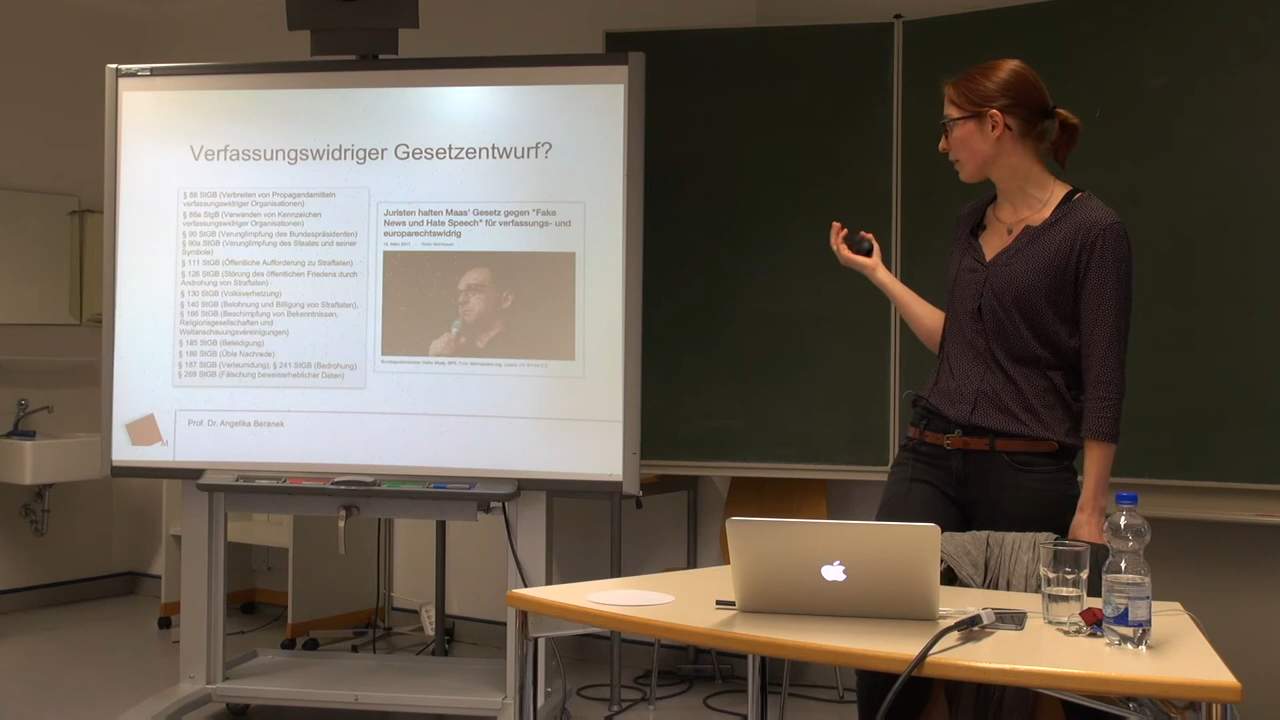 Verfassungswidriger Gesetzentwurf?
§ 86 StGB (Verbreiten von Propagandamitteln
verfassungswidriger Organisationen)
§ 86a StgB (Verwenden von Kennzeichen
verfassungswidriger Organisationen)
§ 90 StGB (Verunglimpfung des Bundespräsidenten)
§ 90a StGB (Verunglimpfung des Staates und seiner
Symbole)
§ 111 StGB (Öffentliche Aufforderung zu Straftaten)
§ 126 StGB (Störung des öffentlichen Friedens durch
Androhung von Straftaten)
§ 130 StGB (Volksverhetzung)
§ 140 StGB (Belohnung und Billigung von Straftaten),
§ 166 StGB (Beschimpfung von Bekenntnissen,
Religionsgesellschaften und
Weltanschauungsvereinigungen)
§ 185 StGB (Beleidigung)
§ 186 StGB (Üble Nachrede)
§ 187 StGB (Verleumdung), § 241 StGB (Bedrohung)
§ 269 StGB (Fälschung beweiserheblicher Daten)
Juristen halten Maas' Gesetz gegen "Fake
News und Hate Speech" für verfassungs- und
europarechtswidrig
Prof. Dr. Angelika Beranek
M